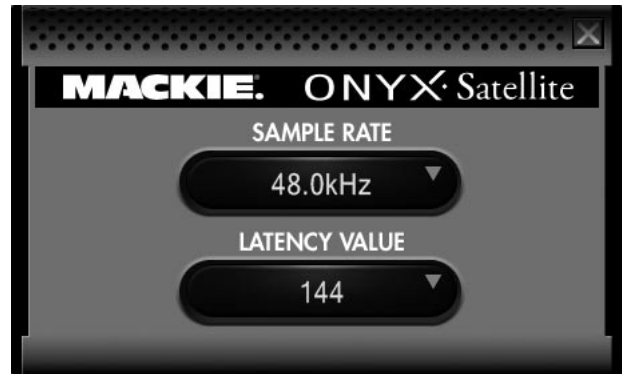 MACKIE. ONYX· Satellite
SAMPLE RATE
48.0kHz
LATENCY VALUE
144